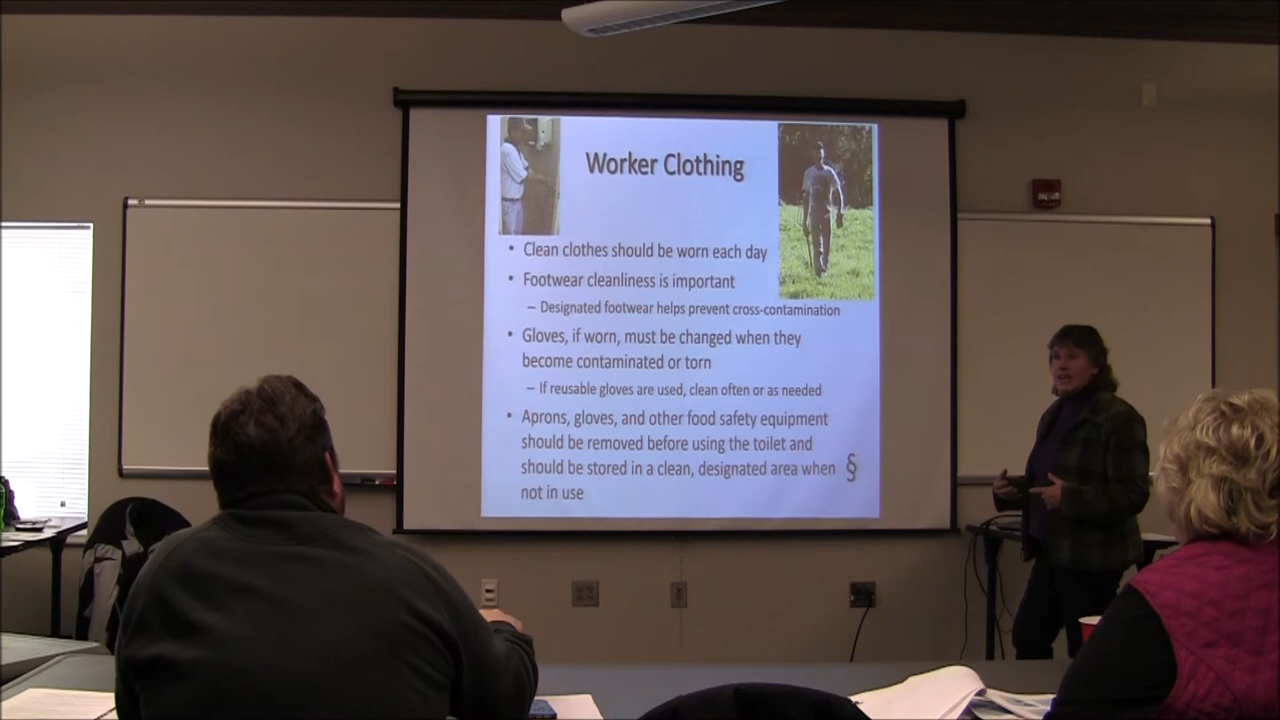 Worker Clothing
• Clean clothes should be worn each day
• Footwear cleanliness is important
– Designated footwear helps prevent cross-contamination
• Gloves, if worn, must be changed when they
become contaminated or torn
– If reusable gloves are used, clean often or as needed
• Aprons, gloves, and other food safety equipment
should be removed before using the toilet and
should be stored in a clean, designated area when §
not in use